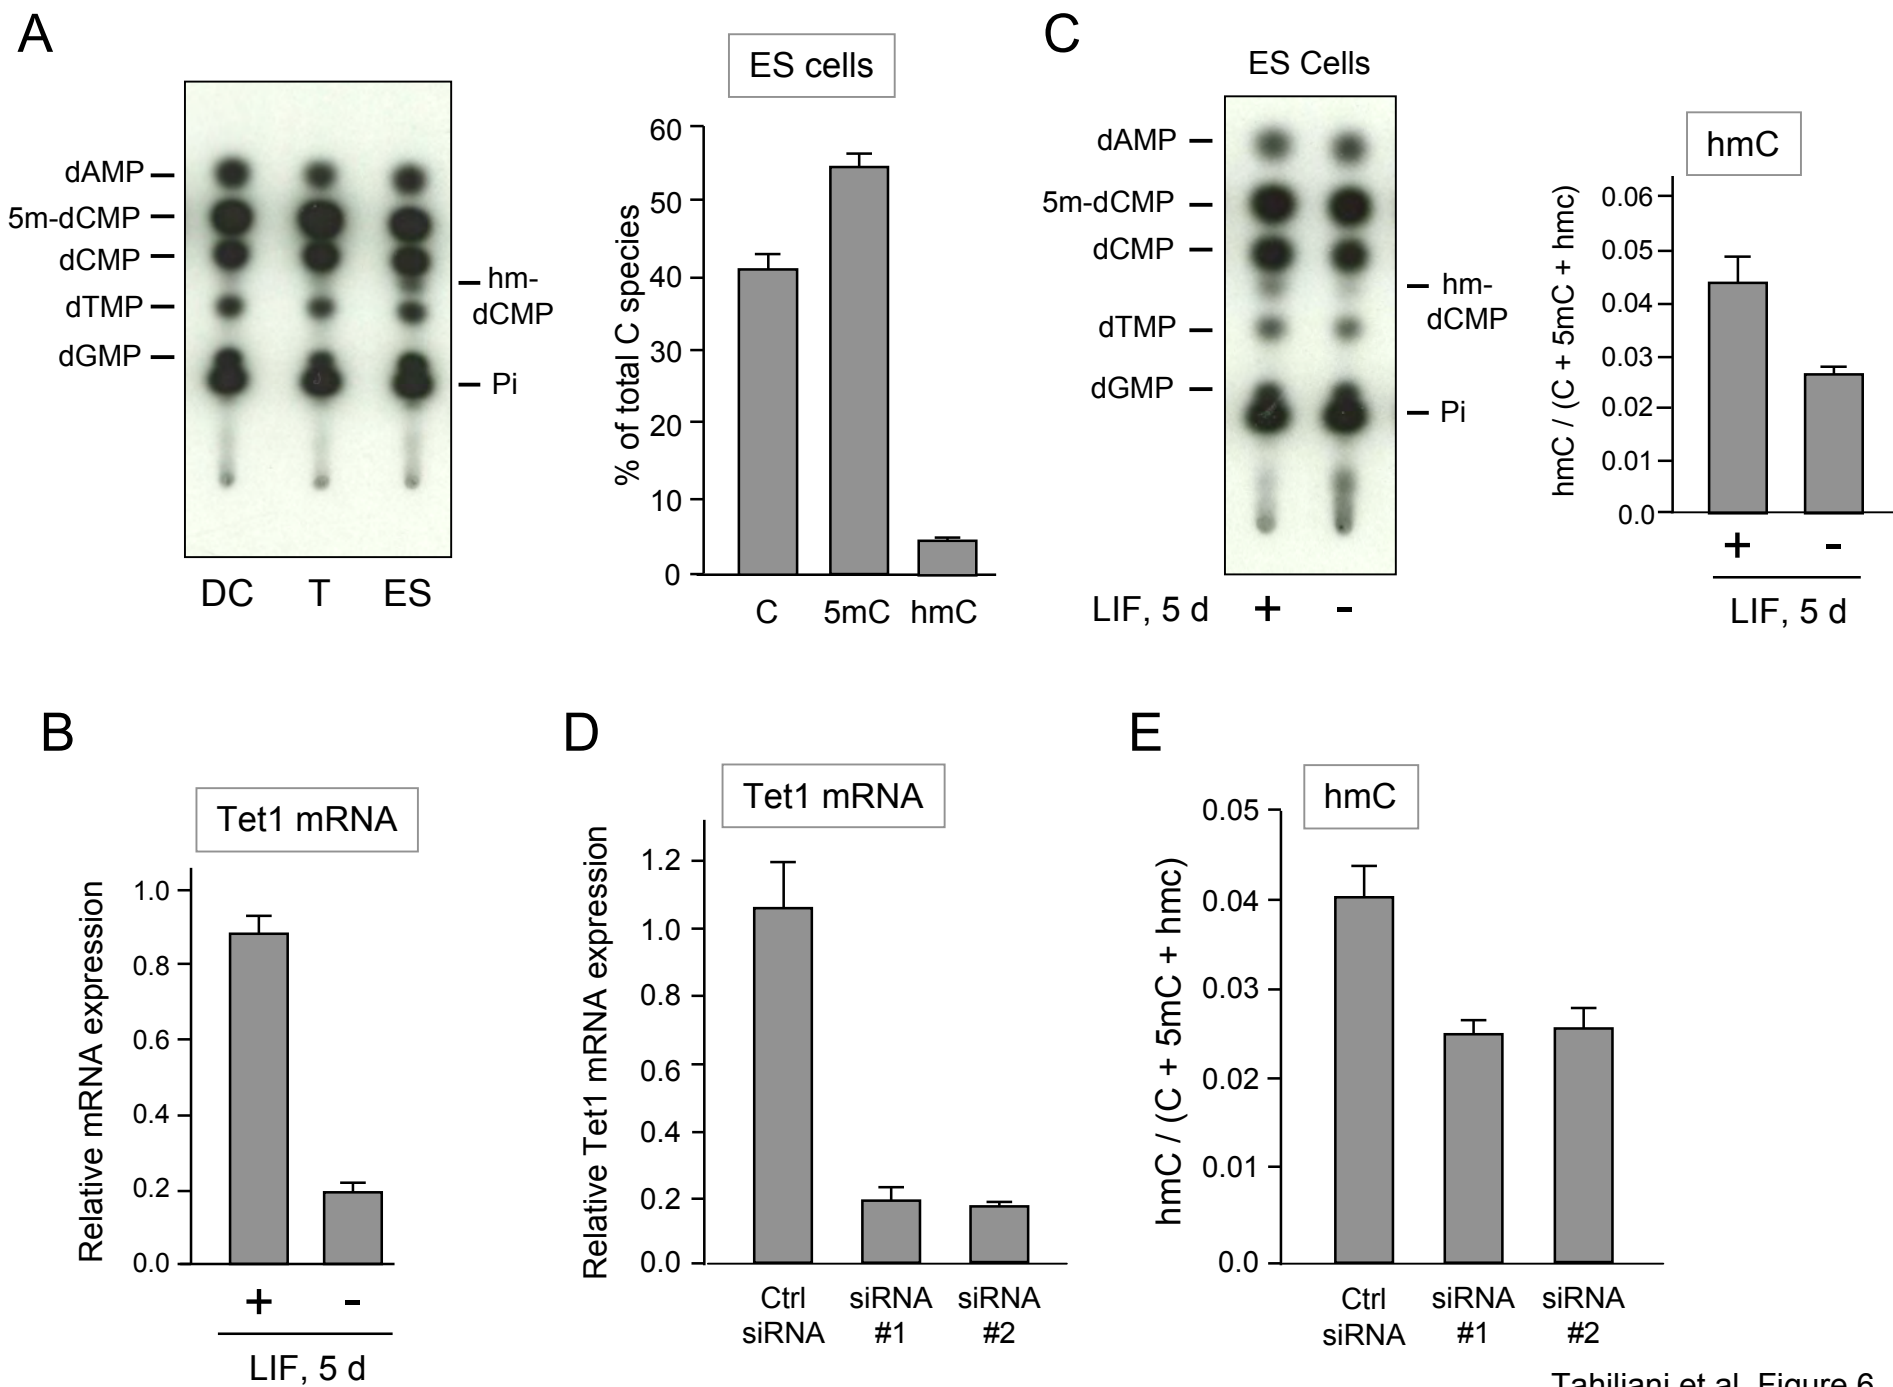 A
dAMP
5m-dCMP
dCMP
dTMP
dGMP
hm-
dCMP
Pi
DC T ES
ES cells
% of total C species
60
50
40
30
20
10
0
C 5mC hmC
C
ES Cells
dAMP
5m-dCMP
dCMP
dTMP
dGMP
hm-
dCMP
Pi
LIF, 5 d + -
hmC
hmC / (C + 5mC + hmc)
0.06
0.05
0.04
0.03
0.02
0.01
0.0
+ -
LIF, 5 d
B
Tet1 mRNA
Relative mRNA expression
1.0
0.8
0.6
0.4
0.2
0.0
+ -
LIF, 5 d
D
Tet1 mRNA
Relative Tet1 mRNA expression
1.2
1.0
0.8
0.6
0.4
0.2
0.0
Ctrl siRNA siRNA
siRNA #1 #2
E
hmC
hmC / (C + 5mC + hmc)
0.05
0.04
0.03
0.02
0.01
0.0
Ctrl siRNA siRNA
siRNA #1 #2
Tahiliani et al. Figure 6